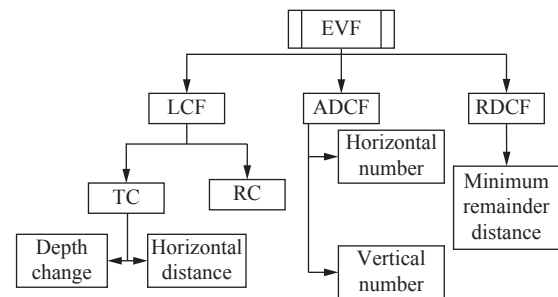 EVF
LCF
ADCF
RDCF
Horizontal
number
TC
RC
Minimum
remainder
distance
Depth
change
Horizontal
distance
Vertical
number